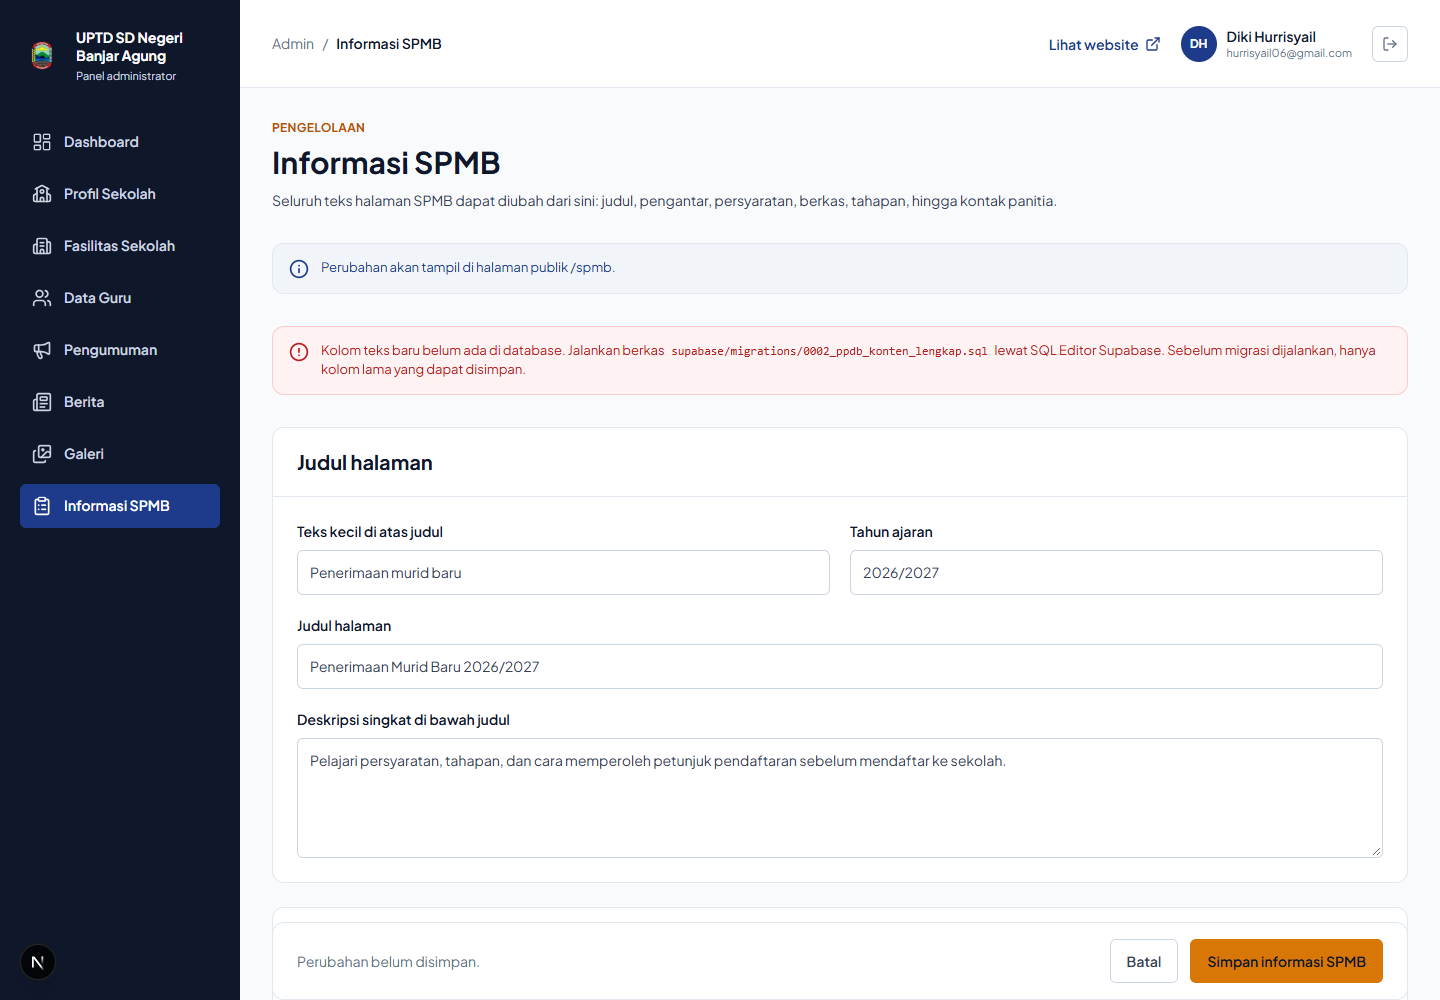 UPTD SD Negeri
Banjar Agung
Panel administrator
Dashboard
Profil Sekolah
Fasilitas Sekolah
Data Guru
Pengumuman
Berita
Galeri
Informasi SPMB
N
Admin / Informasi SPMB
Lihat website
DH
Diki Hurrisyail
hurrisyail06@gmail.com
PENGELOLAAN
Informasi SPMB
Seluruh teks halaman SPMB dapat diubah dari sini: judul, pengantar, persyaratan, berkas, tahapan, hingga kontak panitia.
Perubahan akan tampil di halaman publik /spmb.
Kolom teks baru belum ada di database. Jalankan berkas supabase/migrations/0002_ppdb_konten_lengkap.sql lewat SQL Editor Supabase. Sebelum migrasi dijalankan, hanya
kolom lama yang dapat disimpan.
Judul halaman
Teks kecil di atas judul
Penerimaan murid baru
Tahun ajaran
2026/2027
Judul halaman
Penerimaan Murid Baru 2026/2027
Deskripsi singkat di bawah judul
Pelajari persyaratan, tahapan, dan cara memperoleh petunjuk pendaftaran sebelum mendaftar ke sekolah.
Perubahan belum disimpan.
Batal
Simpan informasi SPMB